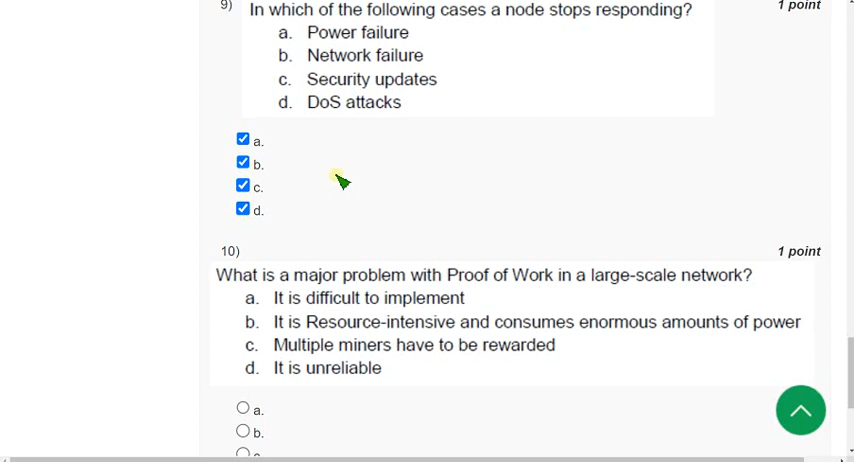 9) In which of the following cases a node stops responding? 1 point
a. Power failure
b. Network failure
c. Security updates
d. DoS attacks
a.
b.
c.
d.
10) 1 point
What is a major problem with Proof of Work in a large-scale network?
a. It is difficult to implement
b. It is Resource-intensive and consumes enormous amounts of power
c. Multiple miners have to be rewarded
d. It is unreliable
a.
b.